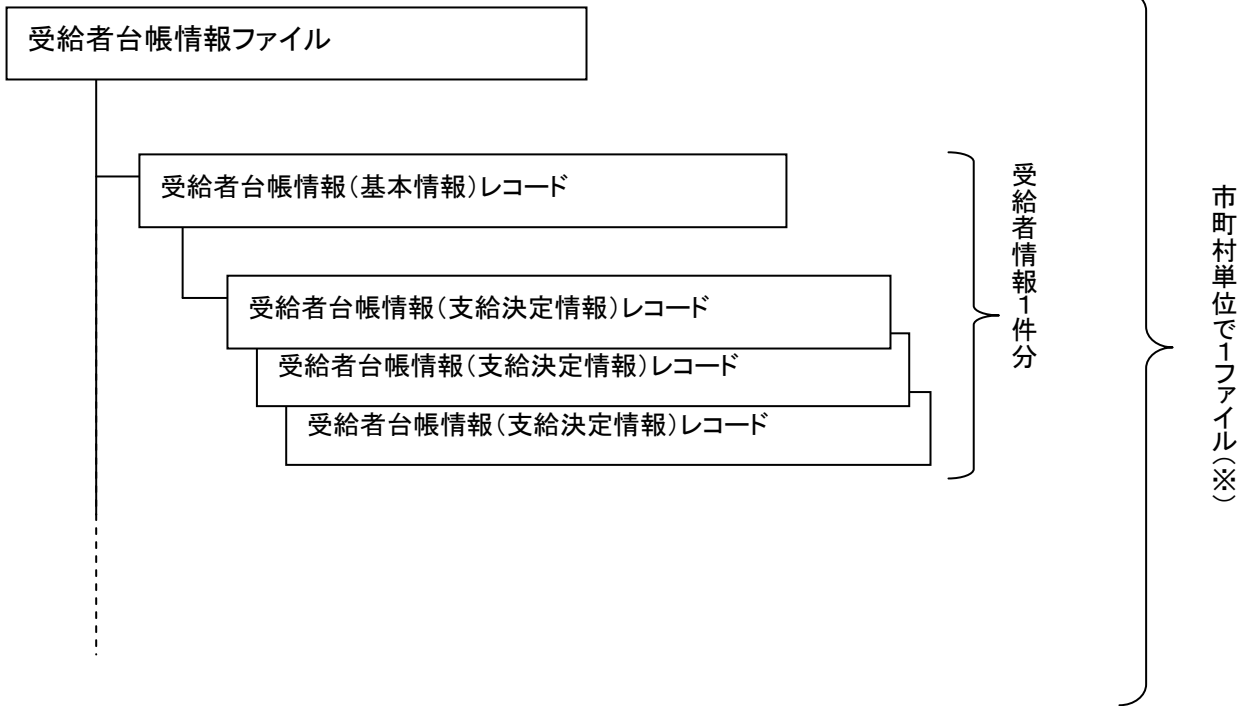 受給者台帳情報ファイル
受給者台帳情報（基本情報）レコード
受給者台帳情報（支給決定情報）レコード
受給者台帳情報（支給決定情報）レコード
受給者台帳情報（支給決定情報）レコード
受給者情報１件分
市町村単位で１ファイル（※）